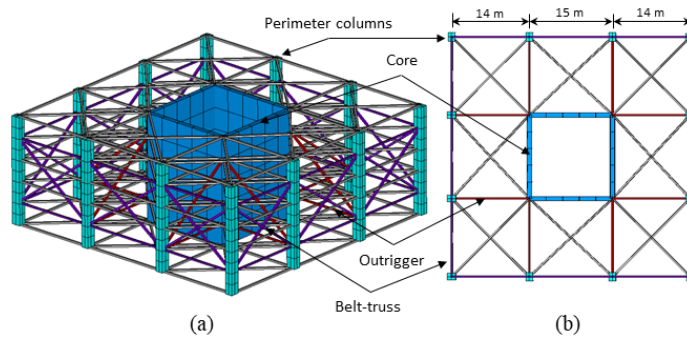 14 m
15 m
14 m
Perimeter columns
Core
Outrigger
Belt-truss
(a)
(b)